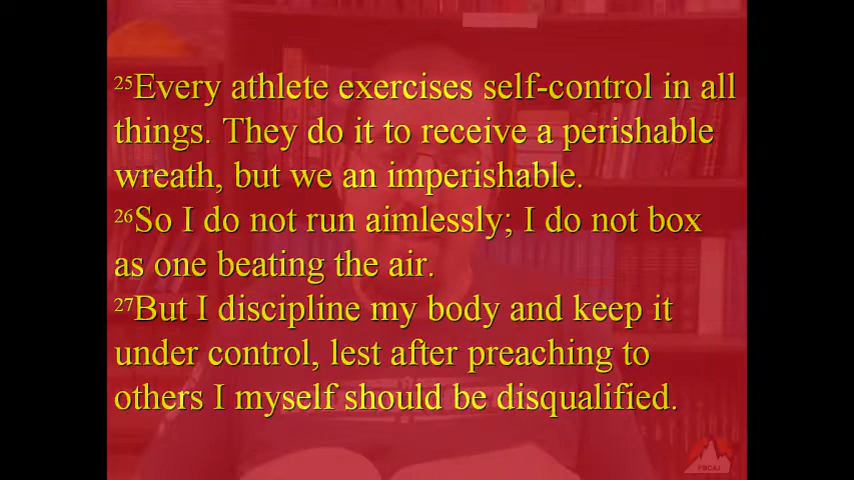 25Every athlete exercises self-control in all
things. They do it to receive a perishable
wreath, but we an imperishable.
26So I do not run aimlessly; I do not box
as one beating the air.
27But I discipline my body and keep it
under control, lest after preaching to
others I myself should be disqualified.
FBCAJ